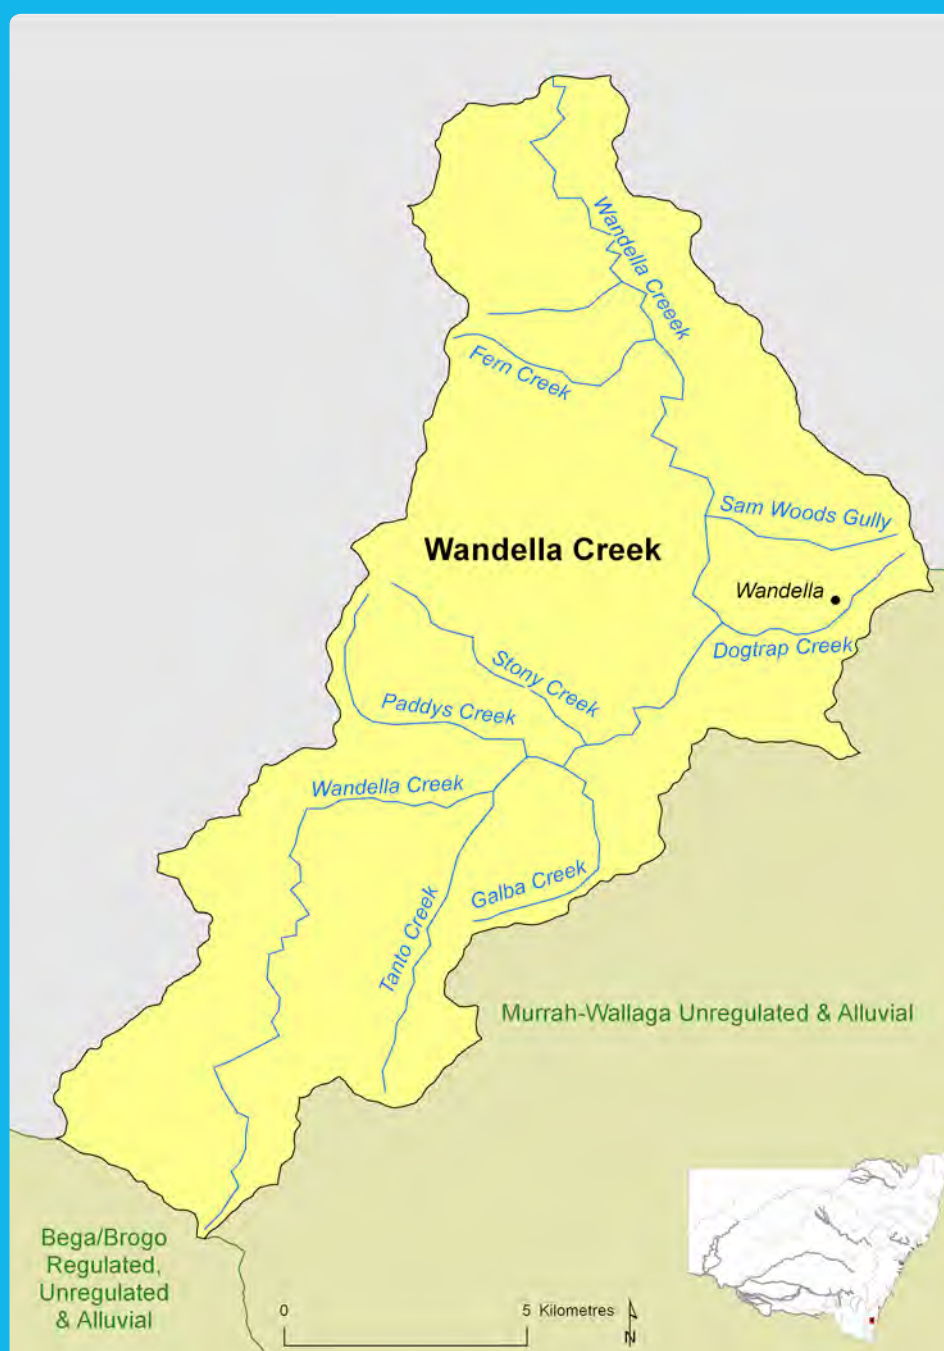 Wandella Creeek
Fern Creek
Sam Woods Gully
Wandella Creek
Wandella
Dogtrap Creek
Stony Creek
Paddys Creek
Wandella Creek
Galba Creek
Tanto Creek
Murrah-Wallaga Unregulated & Alluvial
Bega/Brogo
Regulated,
Unregulated
& Alluvial
0 5 Kilometres
N